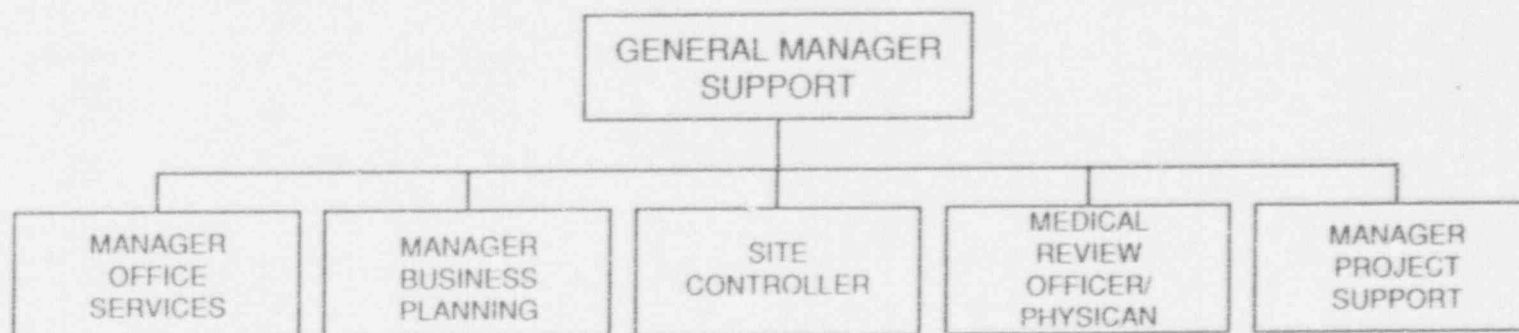 GENERAL MANAGER
SUPPORT
MANAGER
OFFICE
SERVICES
MANAGER
BUSINESS
PLANNING
SITE
CONTROLLER
MEDICAL
REVIEW
OFFICER/
PHYSICAN
MANAGER
PROJECT
SUPPORT